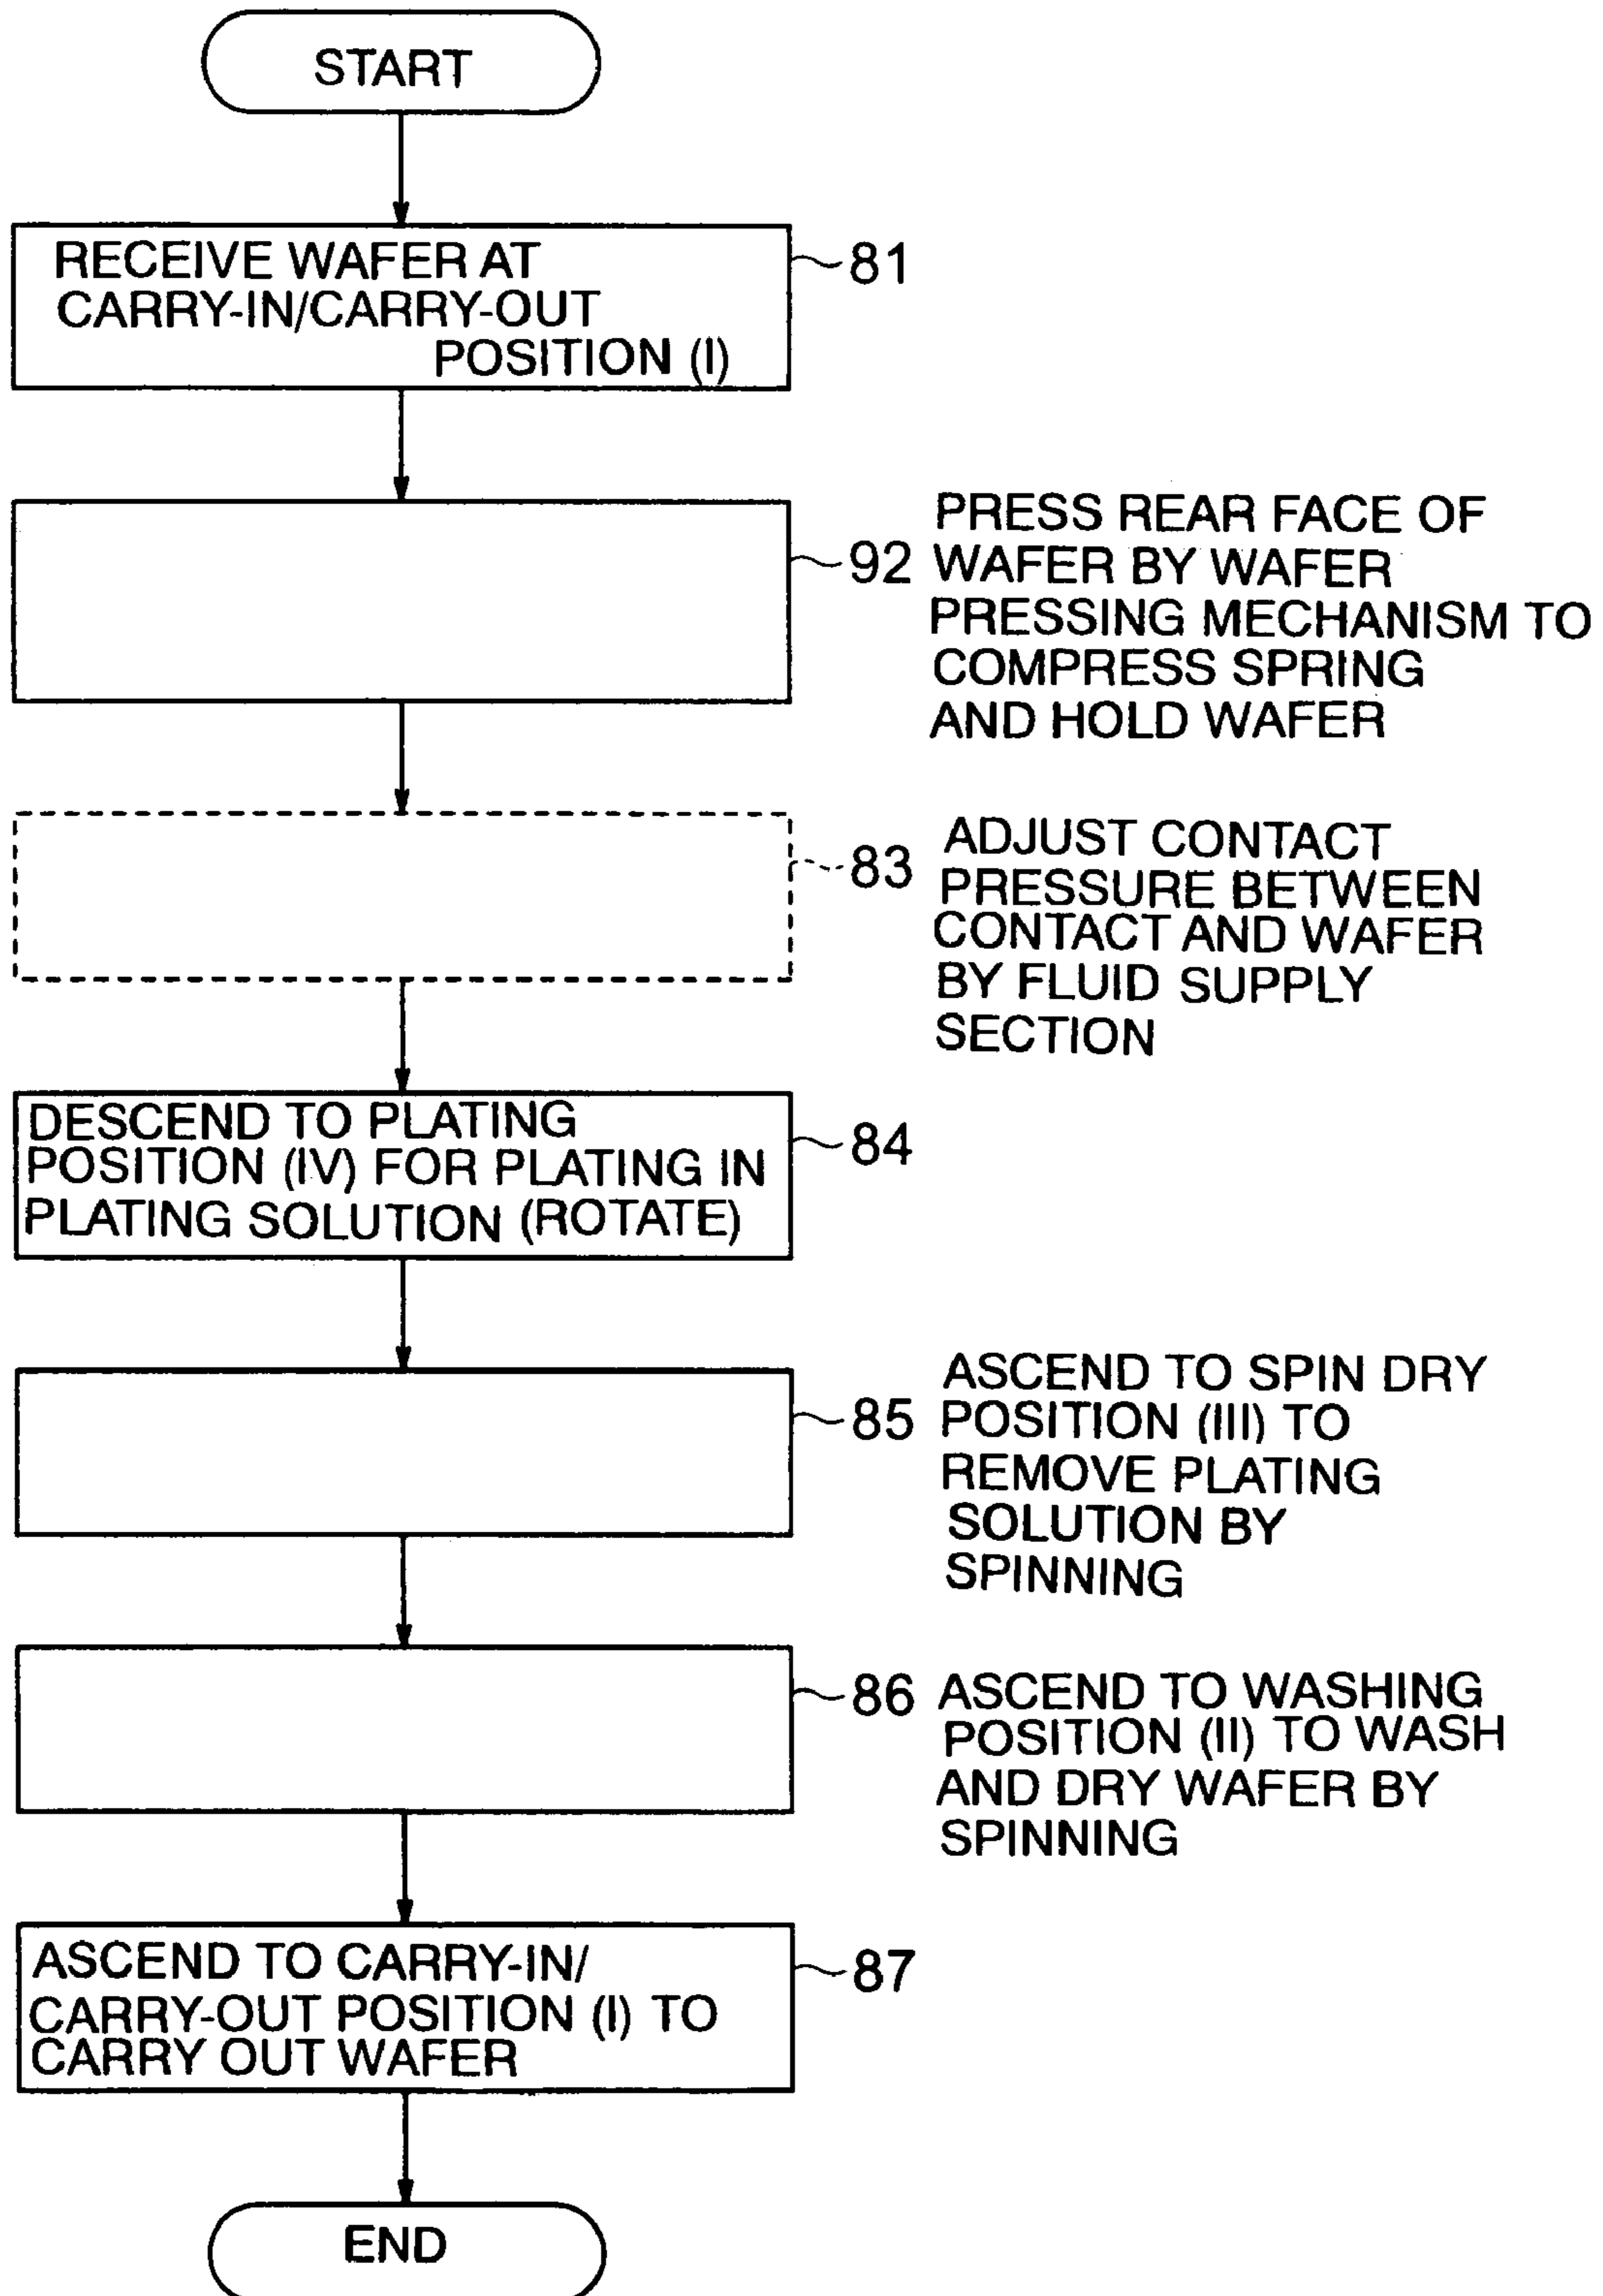 START
RECEIVE WAFER AT
CARRY-IN/CARRY-OUT
POSITION (I)
81
92
PRESS REAR FACE OF
WAFER BY WAFER
PRESSING MECHANISM TO
COMPRESS SPRING
AND HOLD WAFER
83
ADJUST CONTACT
PRESSURE BETWEEN
CONTACT AND WAFER
BY FLUID SUPPLY
SECTION
DESCEND TO PLATING
POSITION (IV) FOR PLATING IN
PLATING SOLUTION (ROTATE)
84
85
ASCEND TO SPIN DRY
POSITION (III) TO
REMOVE PLATING
SOLUTION BY
SPINNING
86
ASCEND TO WASHING
POSITION (II) TO WASH
AND DRY WAFER BY
SPINNING
ASCEND TO CARRY-IN/
CARRY-OUT POSITION (I) TO
CARRY OUT WAFER
87
END